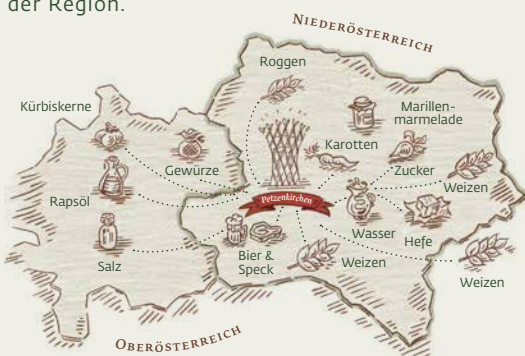 der Region.
NIEDERÖSTERREICH
Roggen
Kürbiskerne
Marillen-
marmelade
Karotten
Gewürze
Zucker
Weizen
Rapsöl
Petzenkirchen
Wasser
Hefe
Salz
Bier &
Speck
Weizen
Weizen
OBERÖSTERREICH